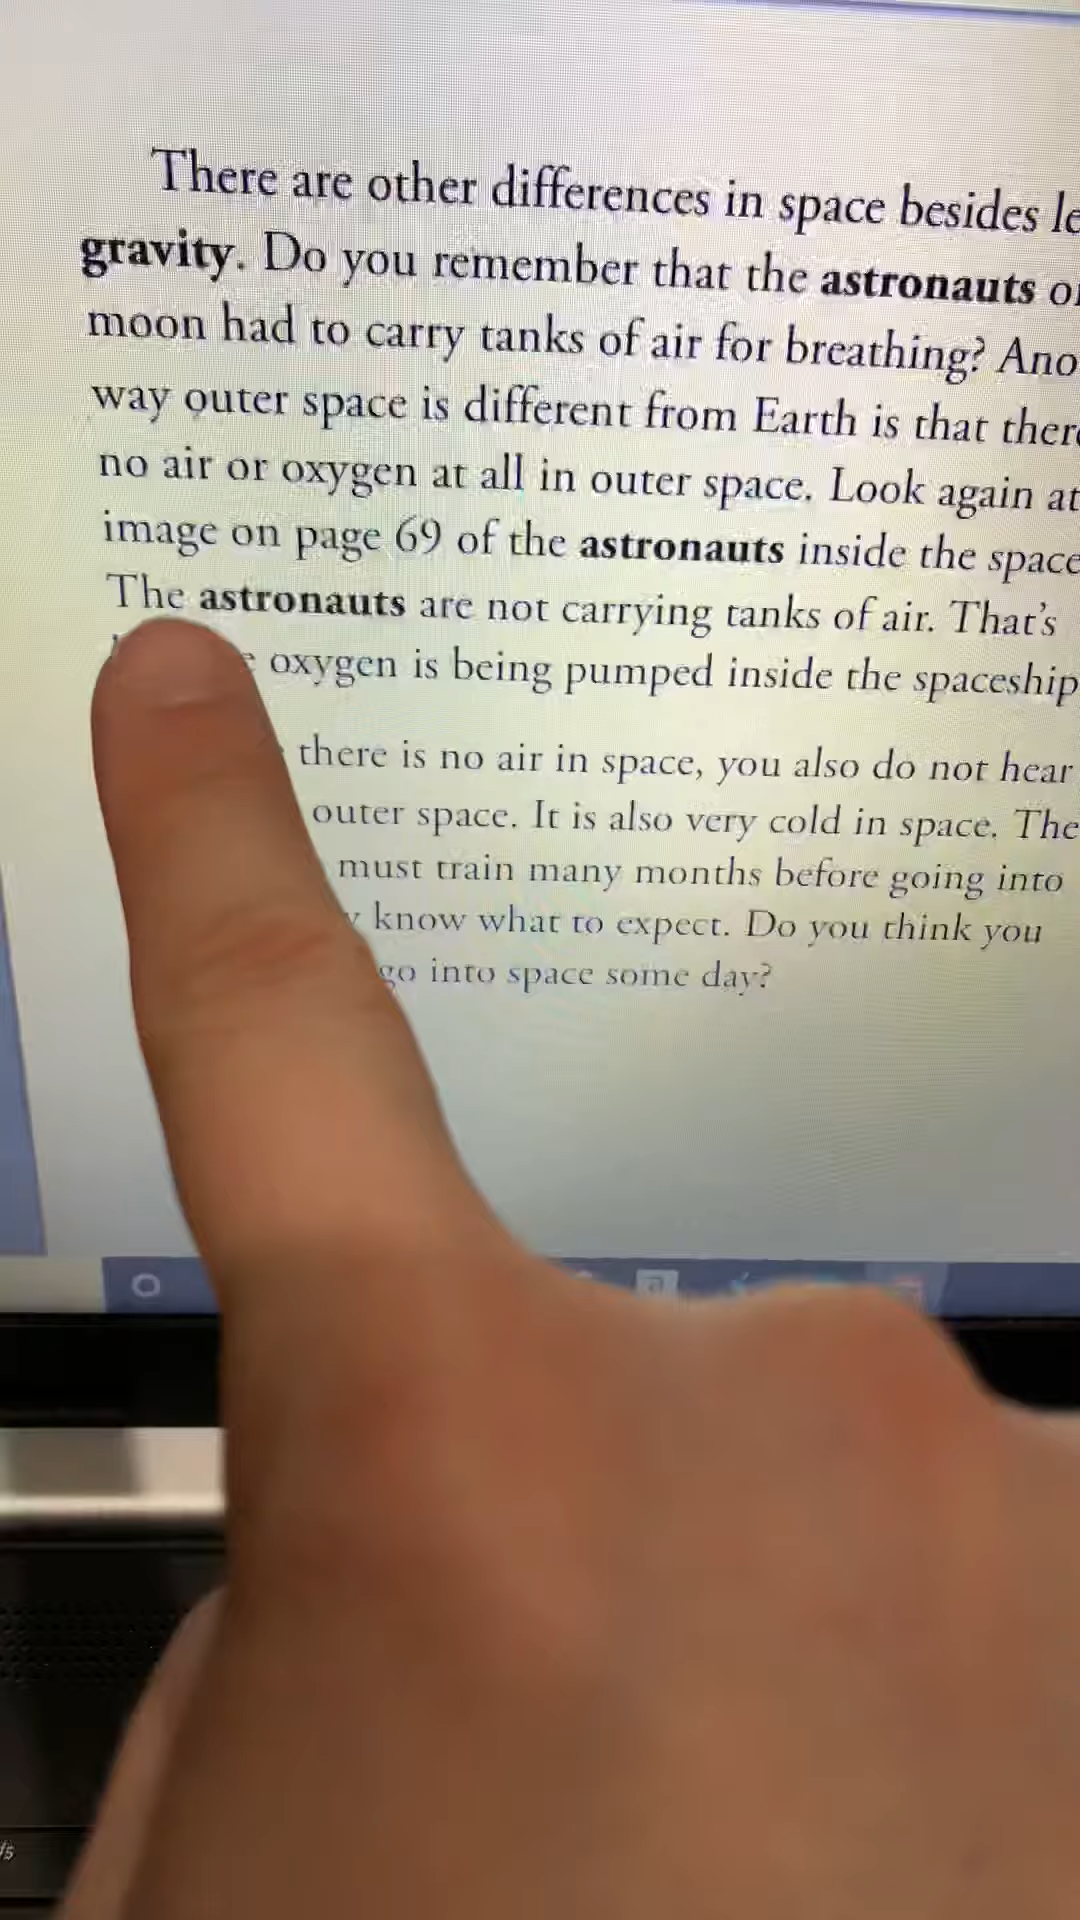 There are other differences in space besides
gravity. Do you remember that the astronauts
moon had to carry tanks of air for breathing?
way outer space is different from Earth is that
no air or oxygen at all in outer space. Look again at
image on page 69 of the astronauts inside the
The astronauts are not carrying tanks of air. That's
oxygen is being pumped inside the spaceship
there is no air in space, you also do not hear
outer space. It is also very cold in space. The
must train many months before going into
know what to expect. Do you think you
go into space some day?